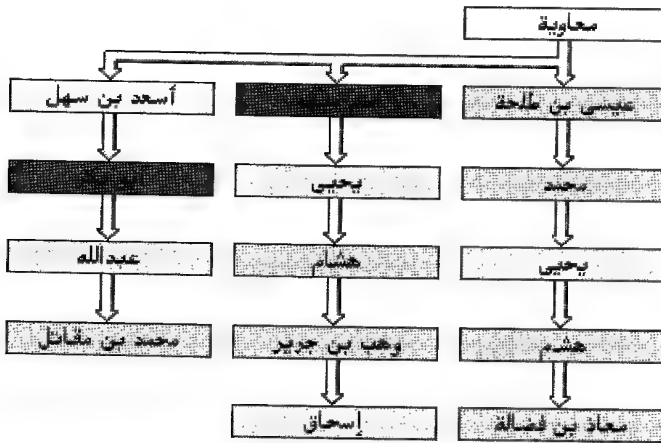 معاوية
عيسى بن طلحة
أسعد بن سهل
محمد
يحيى
يحيى
هشام
عبدالله
هشم
وهب بن جرير
محمد بن مقاتل
معاذ بن فضالة
إسحاق